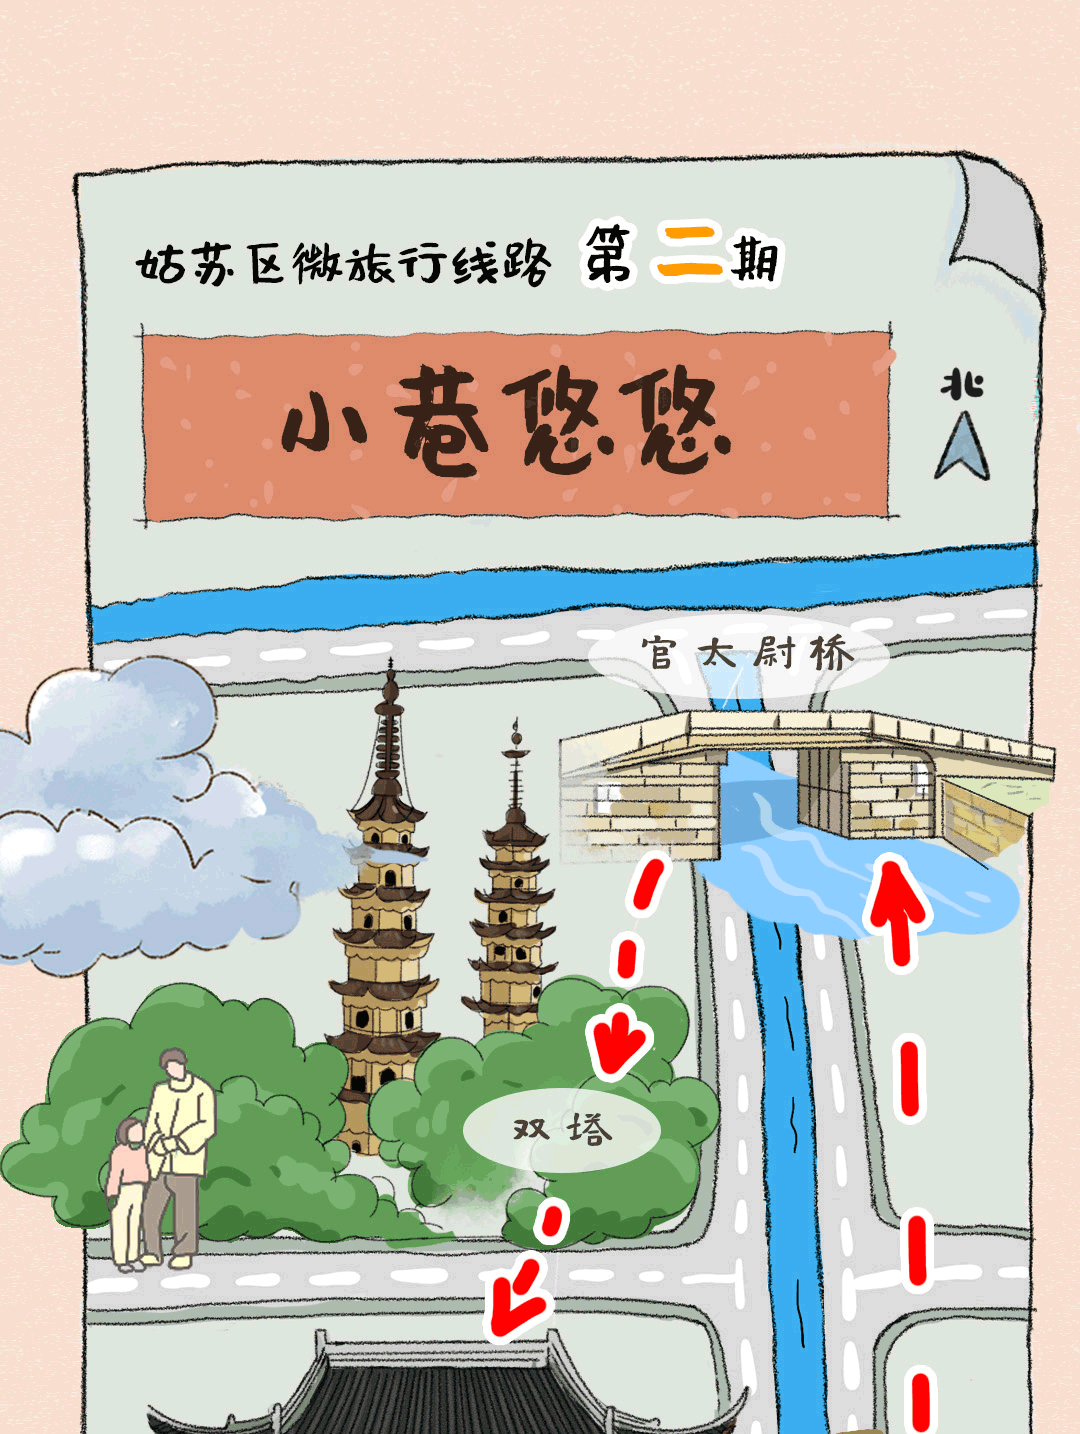 姑苏区微旅行线路 第二期
小巷悠悠
北
官太尉桥
双塔